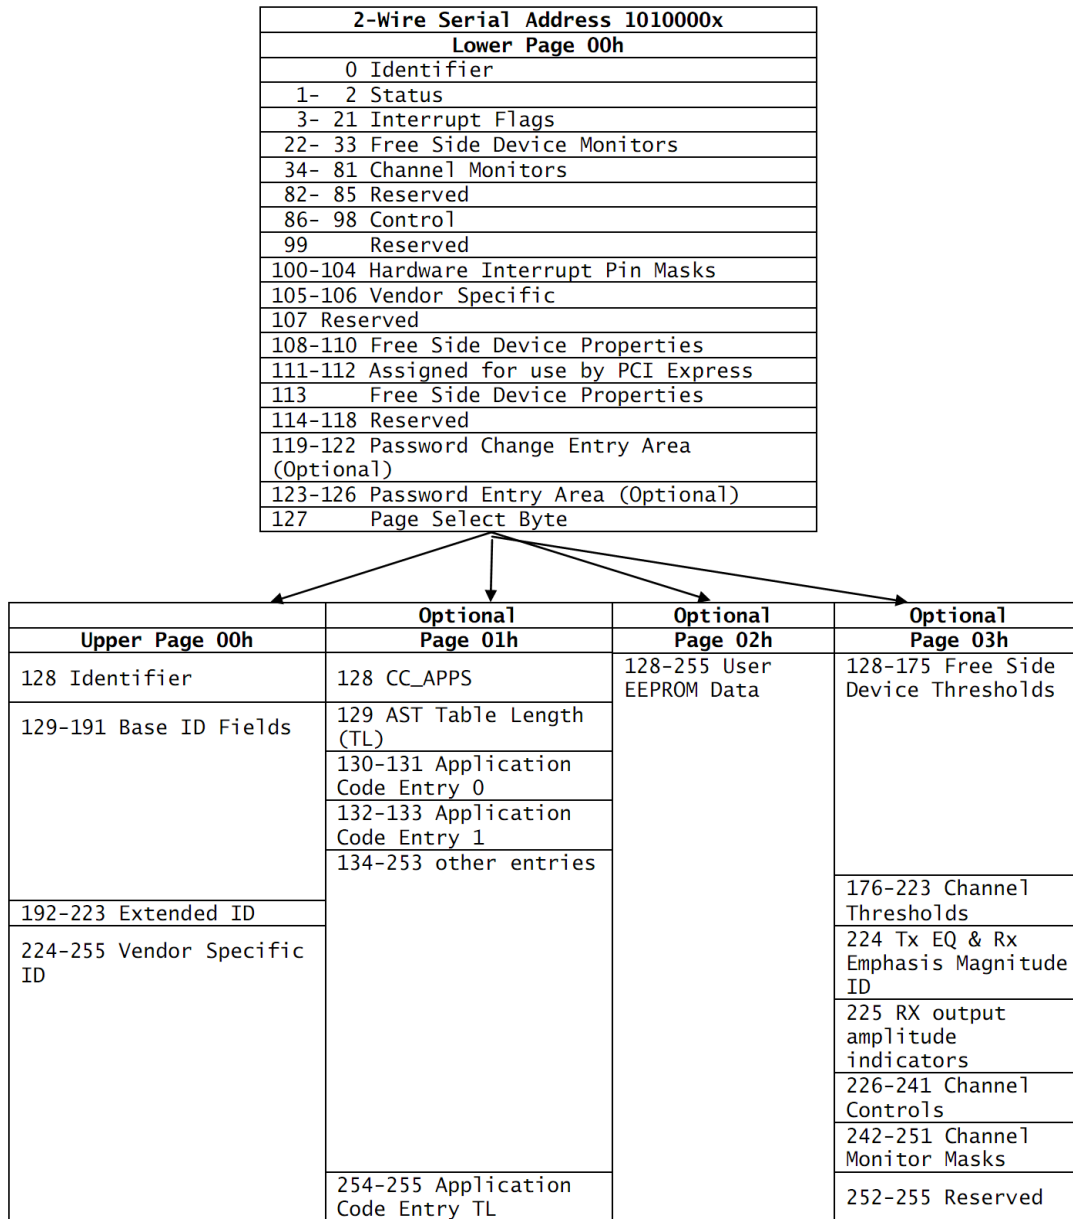 2-Wire Serial Address 1010000x
Lower Page 00h
0 Identifier
1- 2 Status
3- 21 Interrupt Flags
22- 33 Free Side Device Monitors
34- 81 Channel Monitors
82- 85 Reserved
86- 98 Control
99 Reserved
100-104 Hardware Interrupt Pin Masks
105-106 Vendor Specific
107 Reserved
108-110 Free Side Device Properties
111-112 Assigned for use by PCI Express
113 Free Side Device Properties
114-118 Reserved
119-122 Password Change Entry Area
(Optional)
123-126 Password Entry Area (Optional)
127 Page Select Byte
Upper Page 00h
128 Identifier
129-191 Base ID Fields
192-223 Extended ID
224-255 Vendor Specific
ID
Optional
Page 01h
128 CC_APPS
129 AST Table Length
(TL)
130-131 Application
Code Entry 0
132-133 Application
Code Entry 1
134-253 other entries
254-255 Application
Code Entry TL
Optional
Page 02h
128-255 User
EEPROM Data
Optional
Page 03h
128-175 Free Side
Device Thresholds
176-223 Channel
Thresholds
224 Tx EQ & Rx
Emphasis Magnitude
ID
225 RX output
amplitude
indicators
226-241 Channel
Controls
242-251 Channel
Monitor Masks
252-255 Reserved